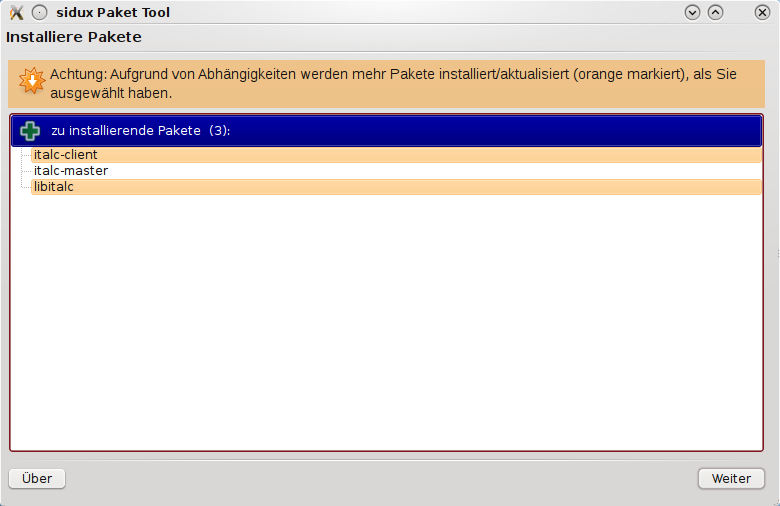 sidux Paket Tool
Installiere Pakete
Achtung: Aufgrund von Abhängigkeiten werden mehr Pakete installiert/aktualisiert (orange markiert), als Sie
ausgewählt haben.
zu installierende Pakete (3):
italc-client
italc-master
libitalc
Über
Weiter